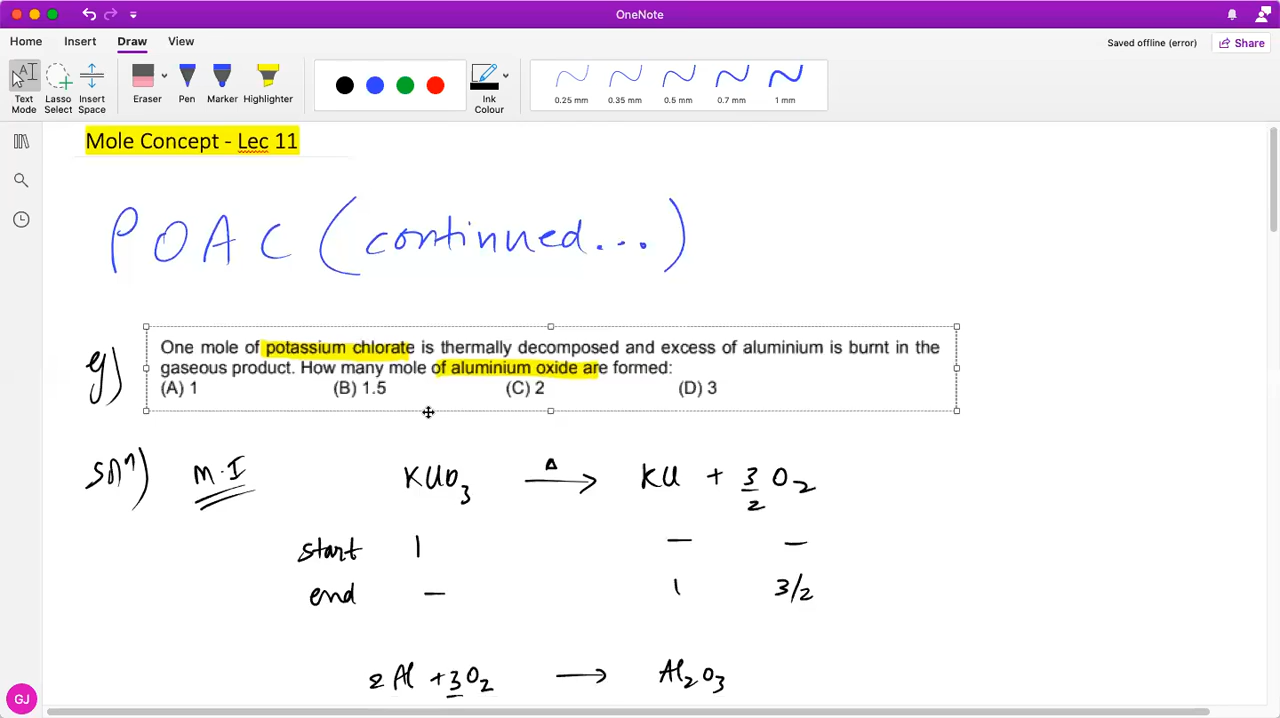 OneNote
Home Insert Draw View
Saved offline (error) Share
Text Mode Lasso Select Insert Space Eraser Pen Marker Highlighter Ink Colour 0.25 mm 0.35 mm 0.5 mm 0.7 mm 1 mm
Mole Concept - Lec 11
POAC (continued...)
eg) One mole of potassium chlorate is thermally decomposed and excess of aluminium is burnt in the
gaseous product. How many mole of aluminium oxide are formed:
(A) 1 (B) 1.5 (C) 2 (D) 3
Solⁿ) M.I KClO₃ Δ → KCl + 3/2 O₂
start 1 — —
end — 1 3/2
2Al + 3O₂ → Al₂O₃
GJ